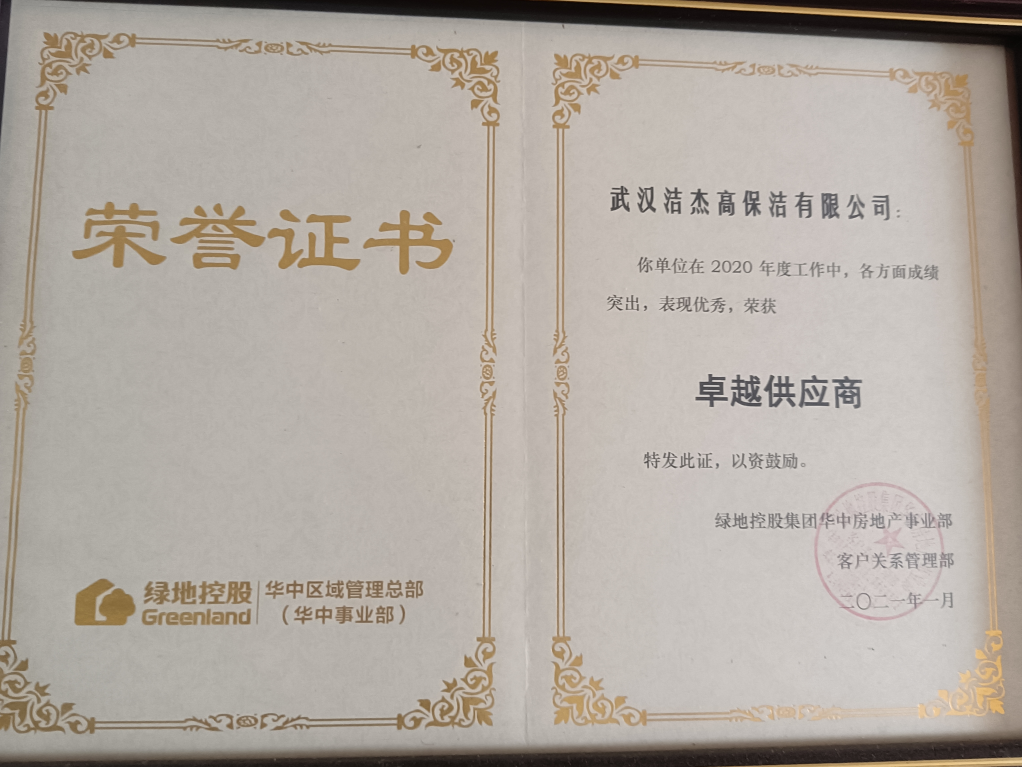 荣誉证书
绿地控股
Greenland
华中区域管理总部
（华中事业部）
武汉洁杰高保洁有限公司：
你单位在 2020 年度工作中，各方面成绩
突出，表现优秀，荣获
卓越供应商
特发此证，以资鼓励。
绿地控股集团华中房地产事业部
客户关系管理部
二〇二一年一月